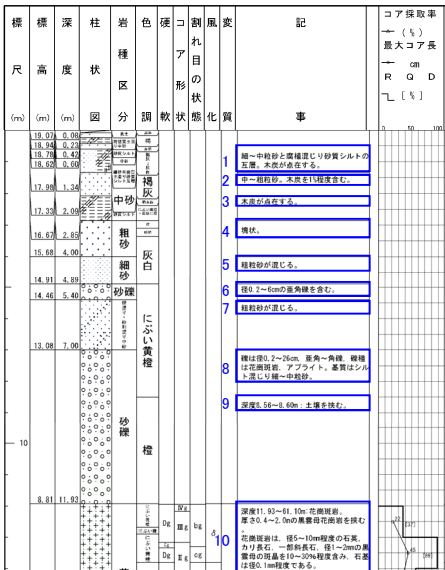 標尺 (m)
標高 (m)
深度 (m)
柱状図
岩種区分
色調
硬軟
コア形状
割れ目の状態
風化
変質
記事
コア採取率
(%)
最大コア長
cm
R Q D
[%]
0 50 100
19.07 0.08
18.94 0.23
18.78 0.42
18.62 0.60
17.98 1.34
17.33 2.09
16.67 2.85
15.68 4.00
14.91 4.89
14.46 5.40
13.08 7.00
10
8.81 11.93
中砂
粗砂
細砂
砂礫
砂礫
褐
褐灰
灰白
にぶい黄橙
橙
1 細~中粒砂と腐植混じり砂質シルトの
互層。木炭が点在する。
2 中~粗粒砂。木炭を1%程度含む。
3 木炭が点在する。
4 塊状。
5 粗粒砂が混じる。
6 径0.2~6cmの亜角礫を含む。
7 粗粒砂が混じる。
8 礫は径0.2~26cm, 亜角~角礫, 礫種
は花崗斑岩, アプライト。基質はシル
ト混じり細~中粒砂。
9 深度8.56~8.60m:土壌を挟む。
10 深度11.93~61.10m:花崗斑岩。
厚さ0.4~2.0mの黒雲母花崗岩を挟む
。
花崗斑岩は, 径5~10mm程度の石英,
カリ長石, 一部斜長石, 径1~2mmの黒
雲母の斑晶を10~30%程度含み, 石基
は径0.1mm程度である。
Ⅳg
Dg Ⅲg bg
Dg Ⅱg cg
22
[37]
45